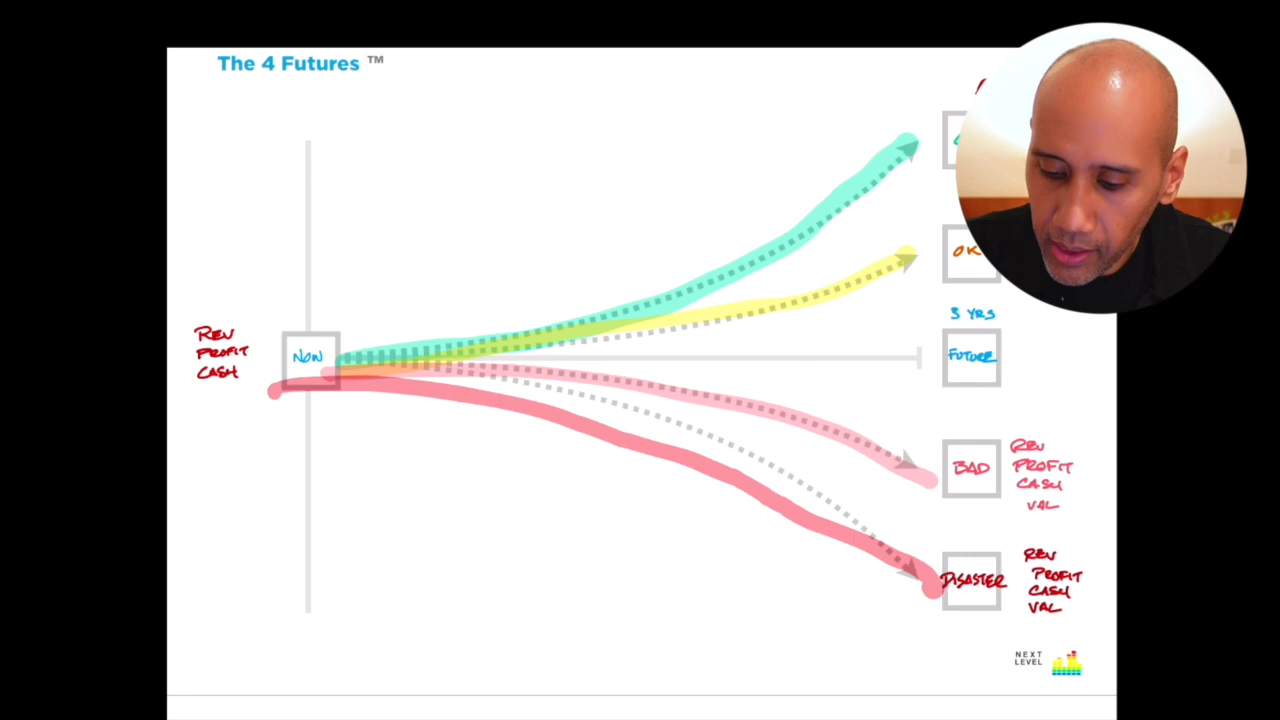 The 4 Futures ™
OK
3 YRS
REV
PROFIT
CASH
NOW
FUTURE
BAD
REV
PROFIT
CASH
VAL
DISASTER
REV
PROFIT
CASH
VAL
NEXT
LEVEL